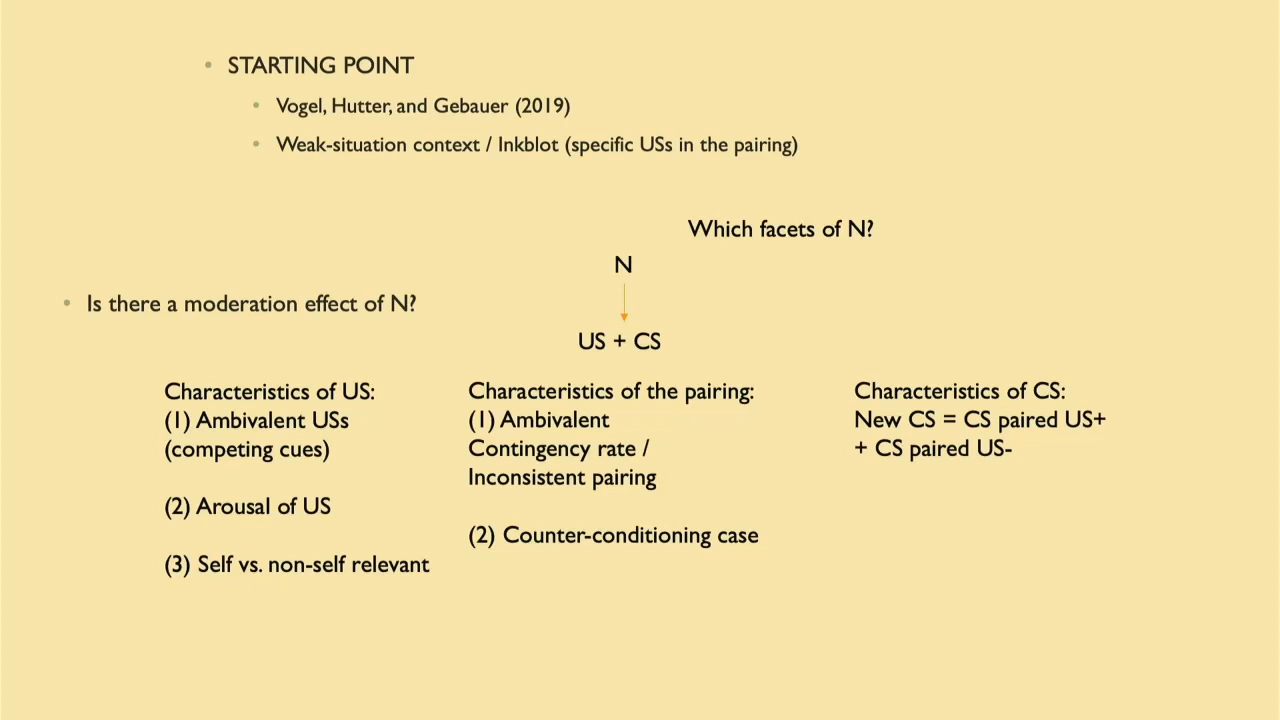 • STARTING POINT
• Vogel, Hutter, and Gebauer (2019)
• Weak-situation context / Inkblot (specific USs in the pairing)
Which facets of N?
N
• Is there a moderation effect of N?
US + CS
Characteristics of US:
(1) Ambivalent USs
(competing cues)
(2) Arousal of US
(3) Self vs. non-self relevant
Characteristics of the pairing:
(1) Ambivalent
Contingency rate /
Inconsistent pairing
(2) Counter-conditioning case
Characteristics of CS:
New CS = CS paired US+
+ CS paired US-